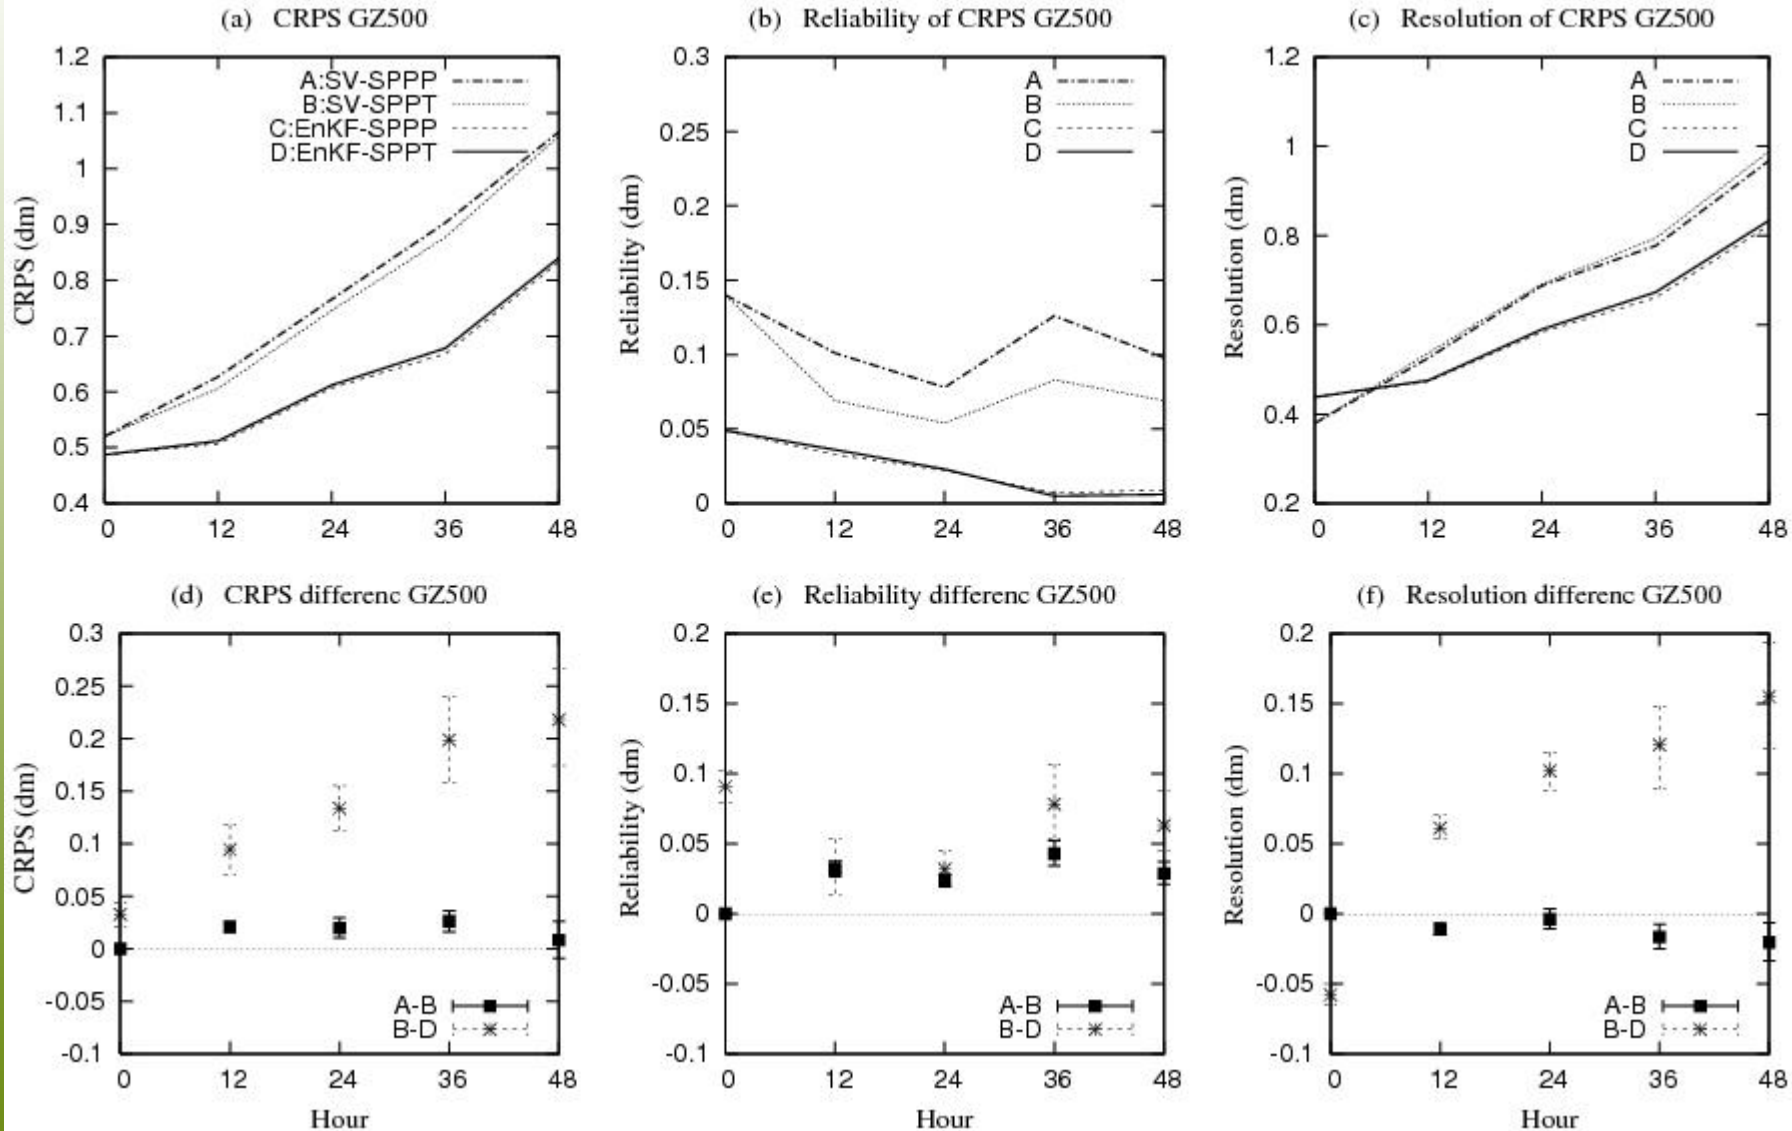 (a) CRPS GZ500
1.2
1.1
1
0.9
0.8
0.7
0.6
0.5
0.4
CRPS (dm)
A:SV-SPPP
B:SV-SPPT
C:EnKF-SPPP
D:EnKF-SPPT
0 12 24 36 48
(b) Reliability of CRPS GZ500
0.3
0.25
0.2
0.15
0.1
0.05
0
Reliability (dm)
A
B
C
D
0 12 24 36 48
(c) Resolution of CRPS GZ500
1.2
1
0.8
0.6
0.4
0.2
Resolution (dm)
A
B
C
D
0 12 24 36 48
(d) CRPS differenc GZ500
0.3
0.25
0.2
0.15
0.1
0.05
0
-0.05
-0.1
CRPS (dm)
A-B
B-D
0 12 24 36 48
Hour
(e) Reliability differenc GZ500
0.2
0.15
0.1
0.05
0
-0.05
-0.1
Reliability (dm)
A-B
B-D
0 12 24 36 48
Hour
(f) Resolution differenc GZ500
0.2
0.15
0.1
0.05
0
-0.05
-0.1
Resolution (dm)
A-B
B-D
0 12 24 36 48
Hour